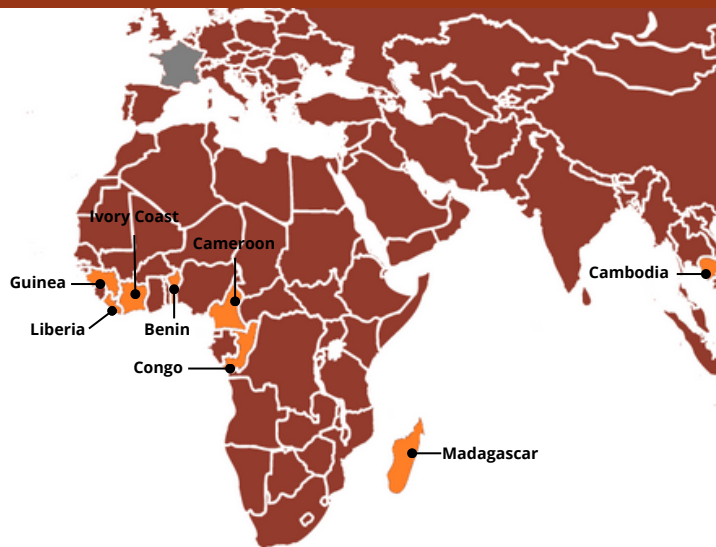 Ivory Coast
Cameroon
Guinea
Cambodia
Liberia
Benin
Congo
Madagascar